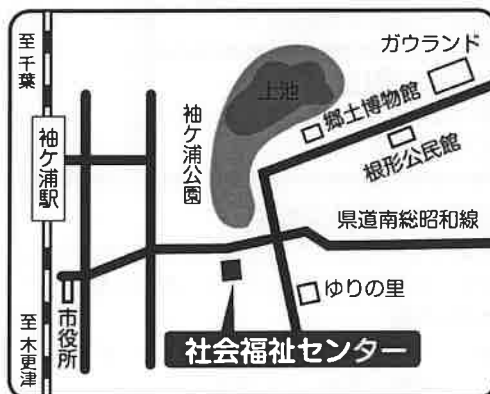 至千葉
袖ケ浦駅
至木更津
市役所
袖ケ浦公園
上池
ガウランド
郷土博物館
根形公民館
県道南総昭和線
ゆりの里
社会福祉センター